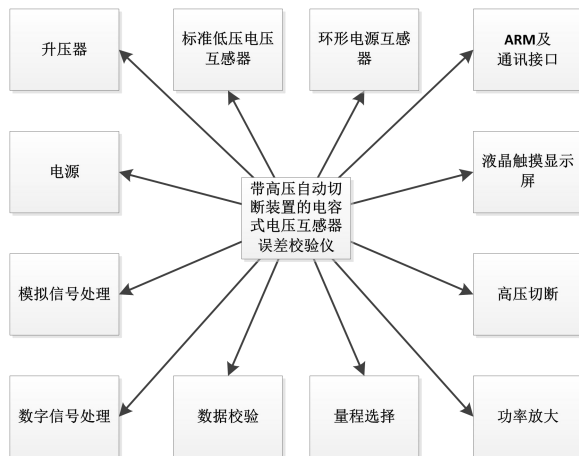 升压器
标准低压电压
互感器
环形电源互感
器
ARM及
通讯接口
电源
液晶触摸显示
屏
带高压自动切
断装置的电容
式电压互感器
误差校验仪
模拟信号处理
高压切断
数字信号处理
数据校验
量程选择
功率放大